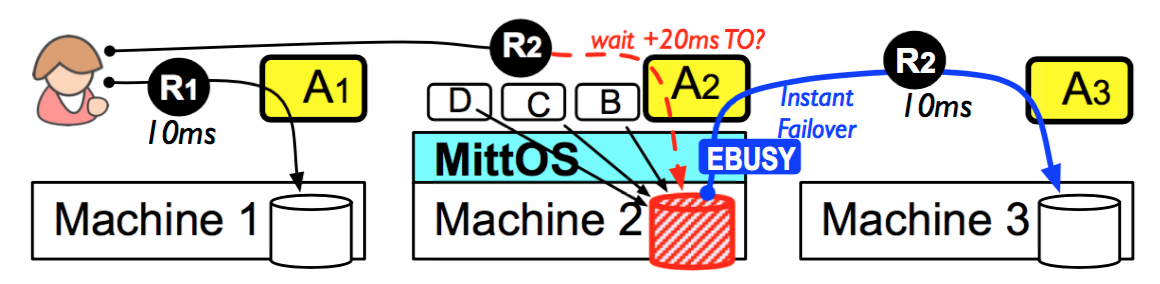 R1
10ms
A1
Machine 1
R2
wait +20ms TO?
D
C
B
A2
MittOS
EBUSY
Machine 2
Instant
Failover
R2
10ms
A3
Machine 3